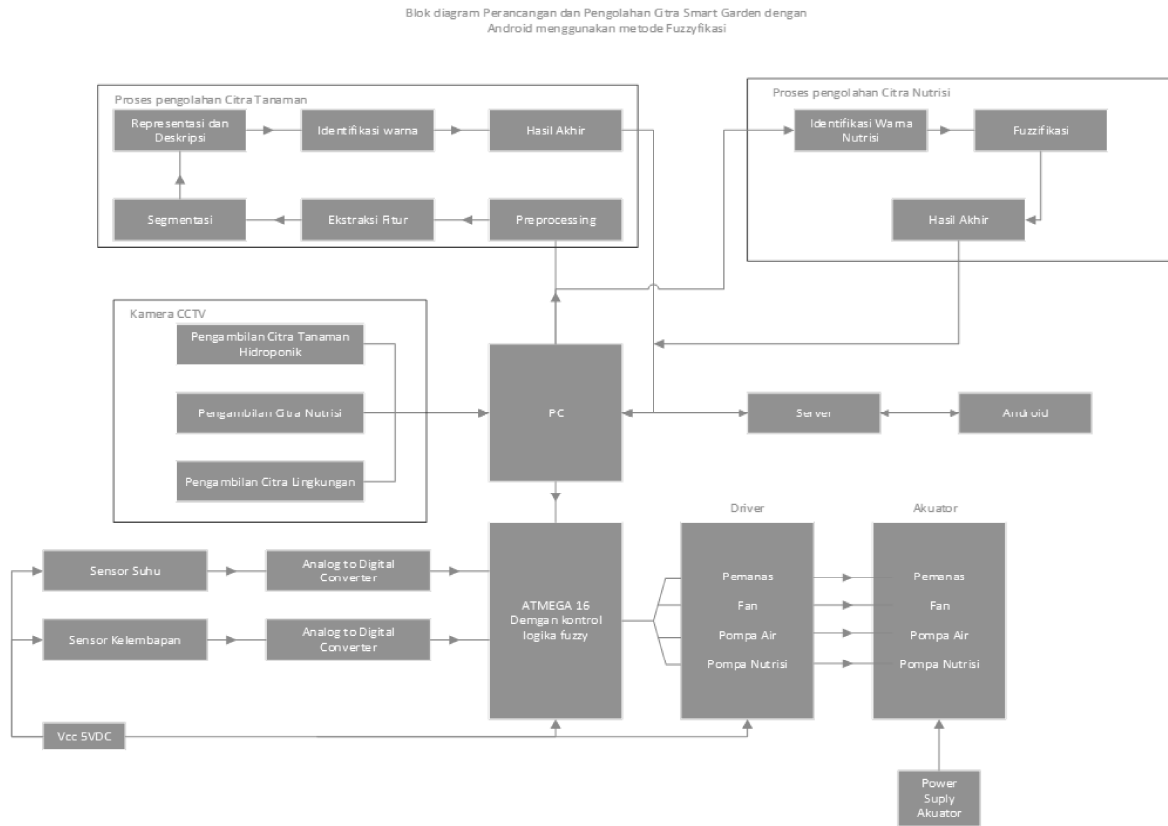 Blok diagram Perancangan dan Pengolahan Citra Smart Garden dengan
Android menggunakan metode Fuzzyfikasi
Proses pengolahan Citra Tanaman
Representasi dan
Deskripsi
Identifikasi warna
Hasil Akhir
Segmentasi
Ekstraksi Fitur
Preprocessing
Proses pengolahan Citra Nutrisi
Identifikasi Warna
Nutrisi
Fuzzifikasi
Hasil Akhir
Kamera CCTV
Pengambilan Citra Tanaman
Hidroponik
Pengambilan Citra Nutrisi
Pengambilan Citra Lingkungan
PC
Server
Android
Sensor Suhu
Analog to Digital
Converter
Sensor Kelembapan
Analog to Digital
Converter
ATMEGA 16
Demgan kontrol
logika fuzzy
Driver
Pemanas
Fan
Pompa Air
Pompa Nutrisi
Akuator
Pemanas
Fan
Pompa Air
Pompa Nutrisi
Vcc 5VDC
Power
Suply
Akuator